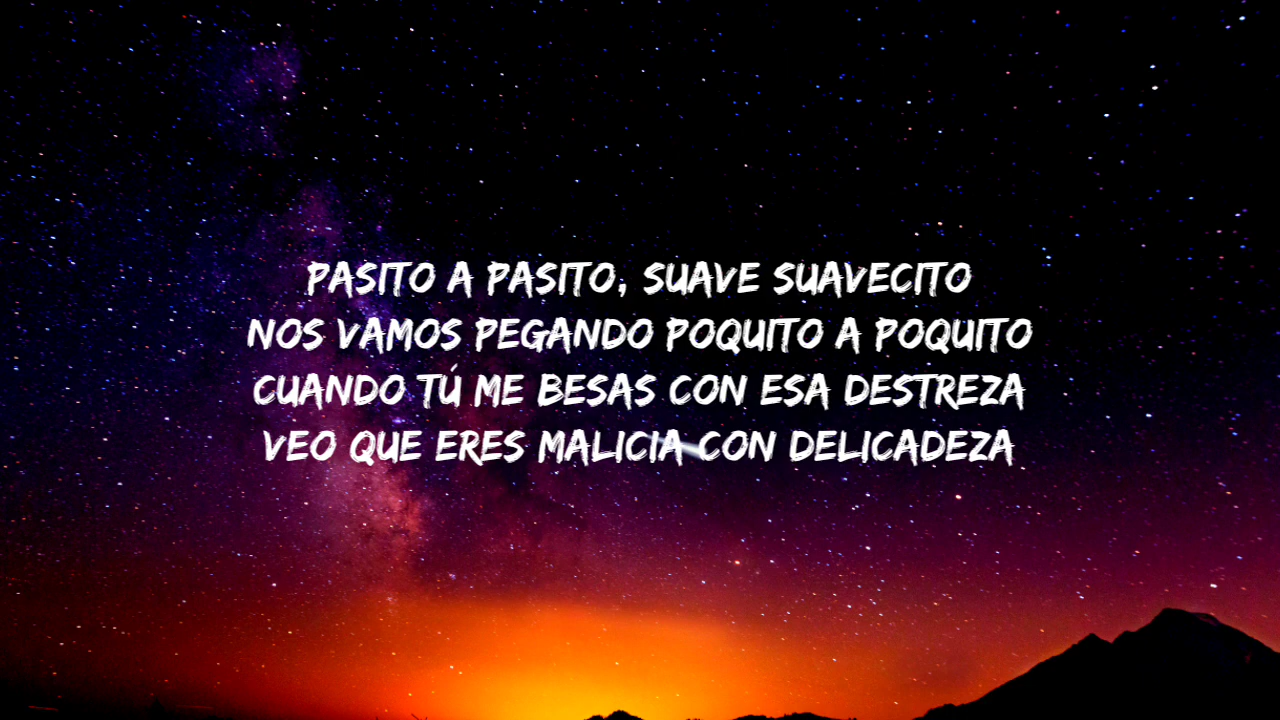 PASITO A PASITO, SUAVE SUAVECITO
NOS VAMOS PEGANDO POQUITO A POQUITO
CUANDO TÚ ME BESAS CON ESA DESTREZA
VEO QUE ERES MALICIA CON DELICADEZA